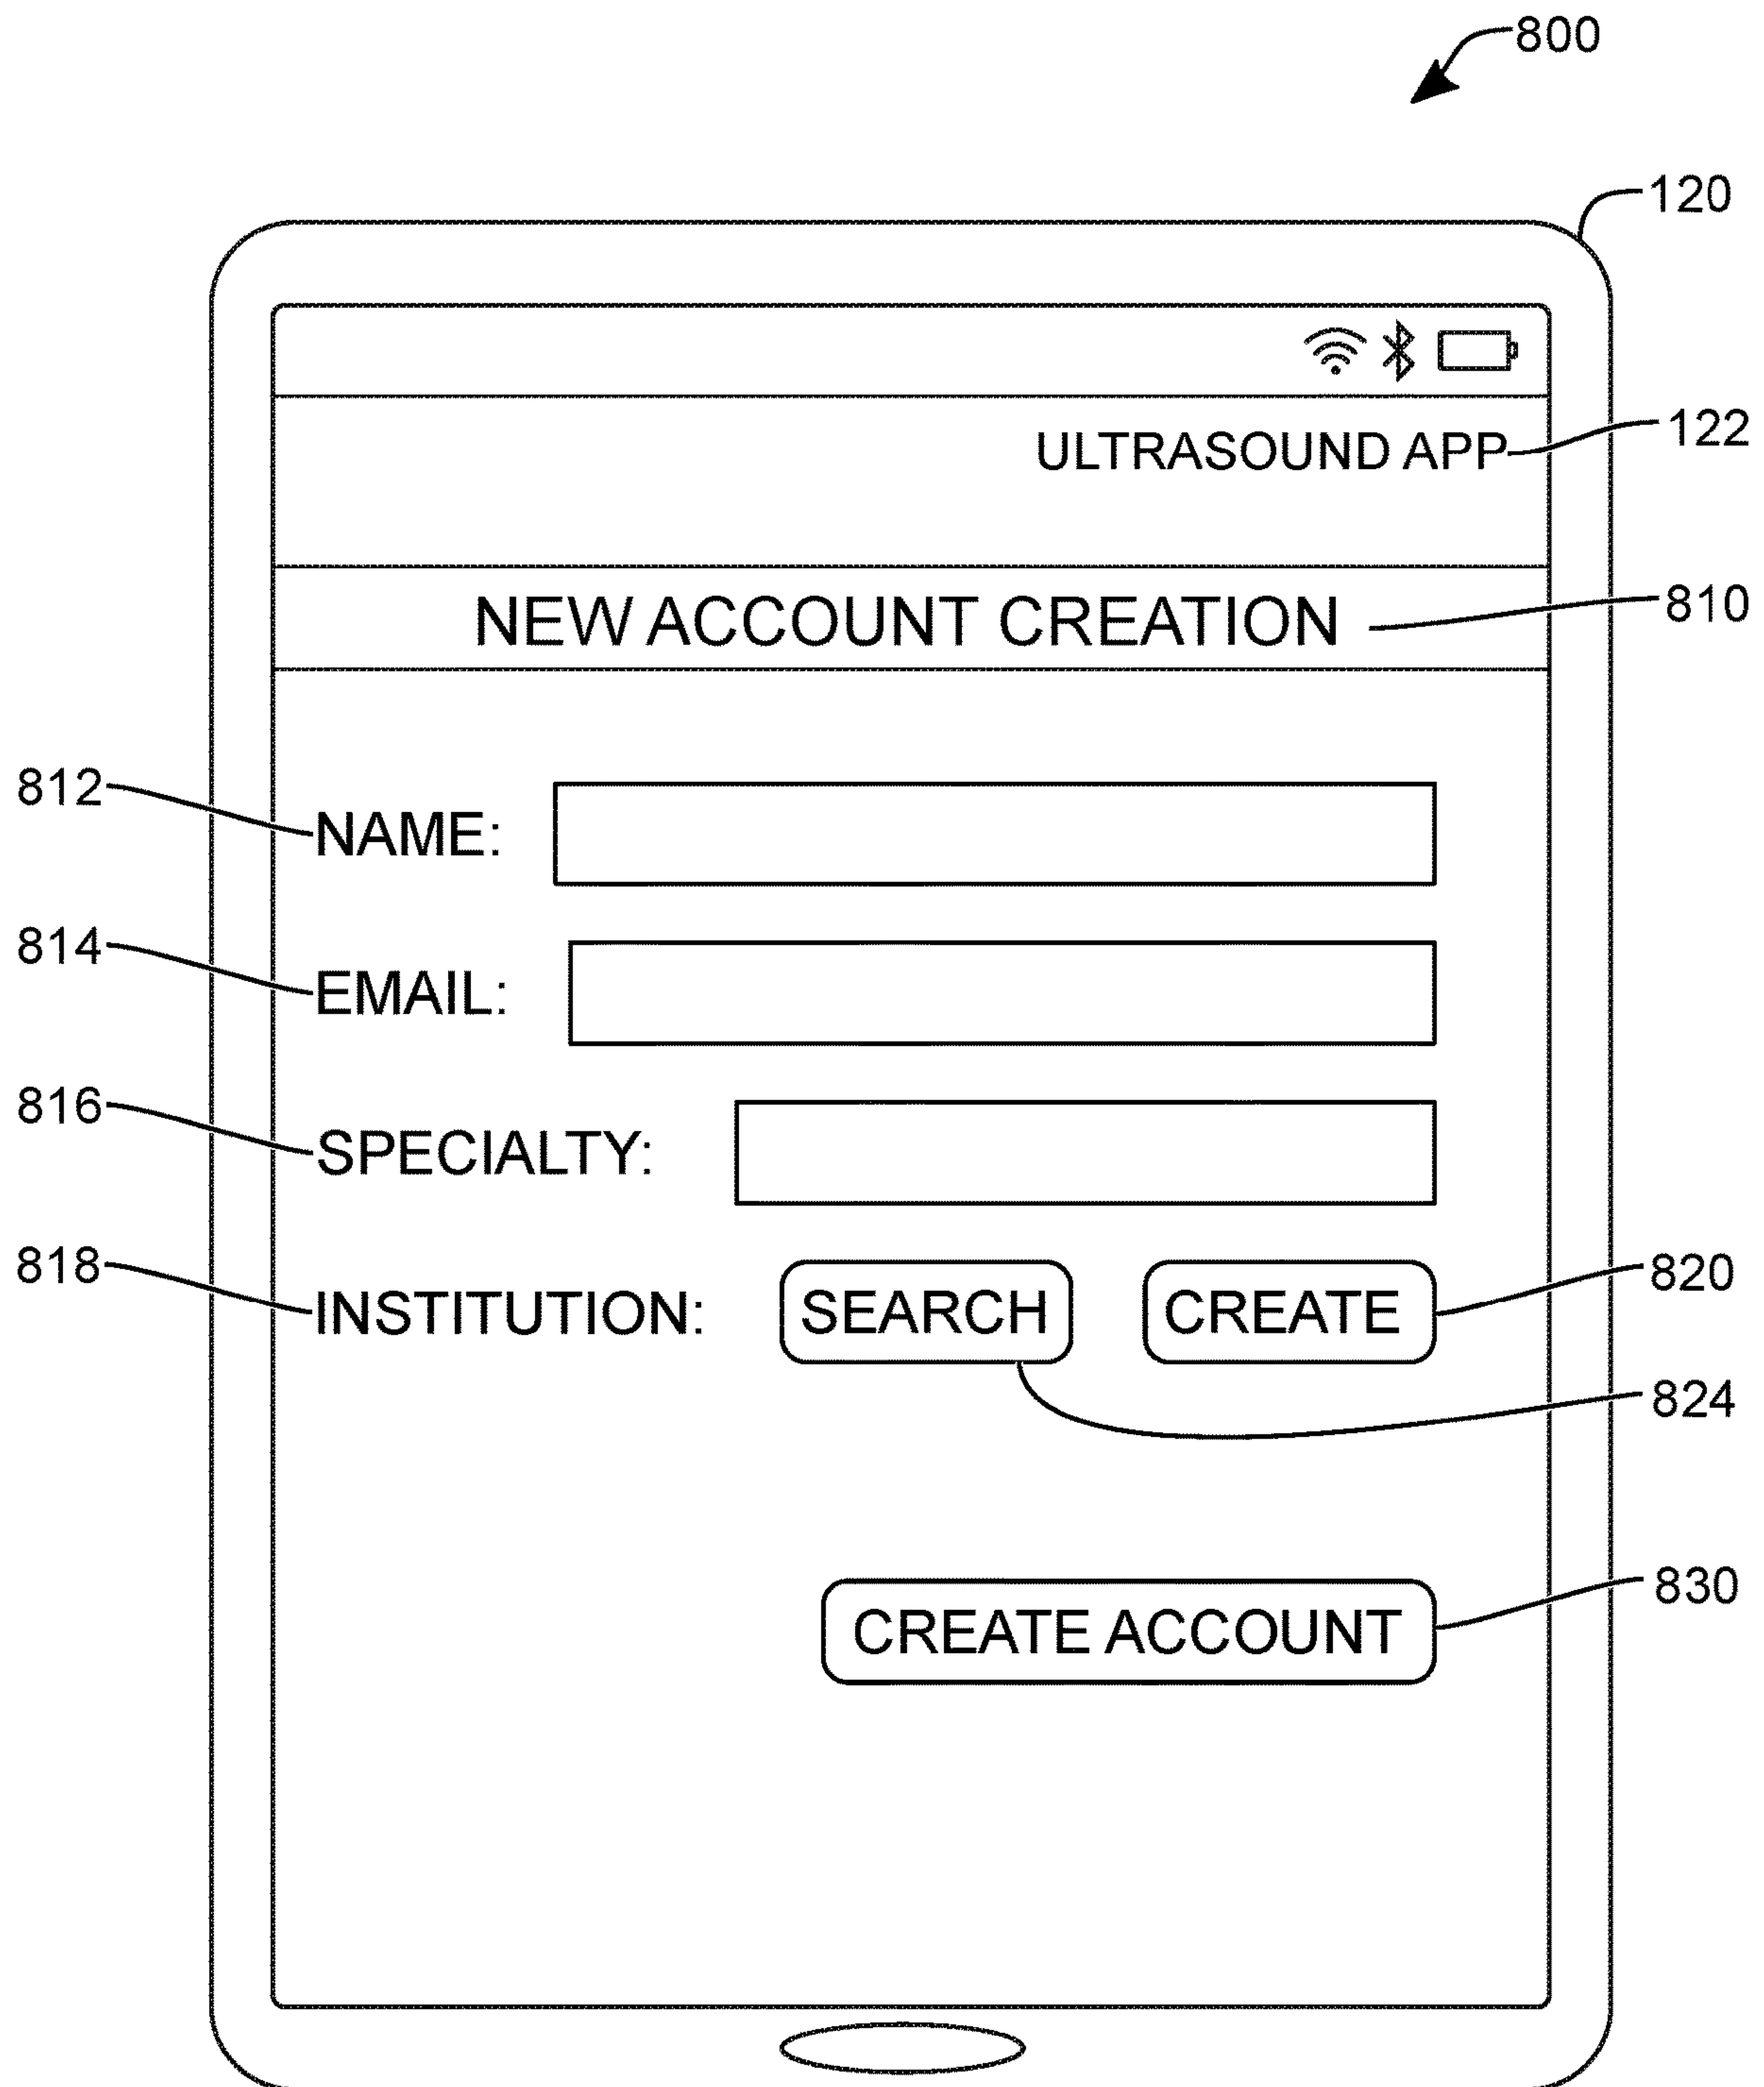 800
120
ULTRASOUND APP 122
NEW ACCOUNT CREATION 810
812 NAME:
814 EMAIL:
816 SPECIALTY:
818 INSTITUTION: SEARCH CREATE 820
824
CREATE ACCOUNT 830